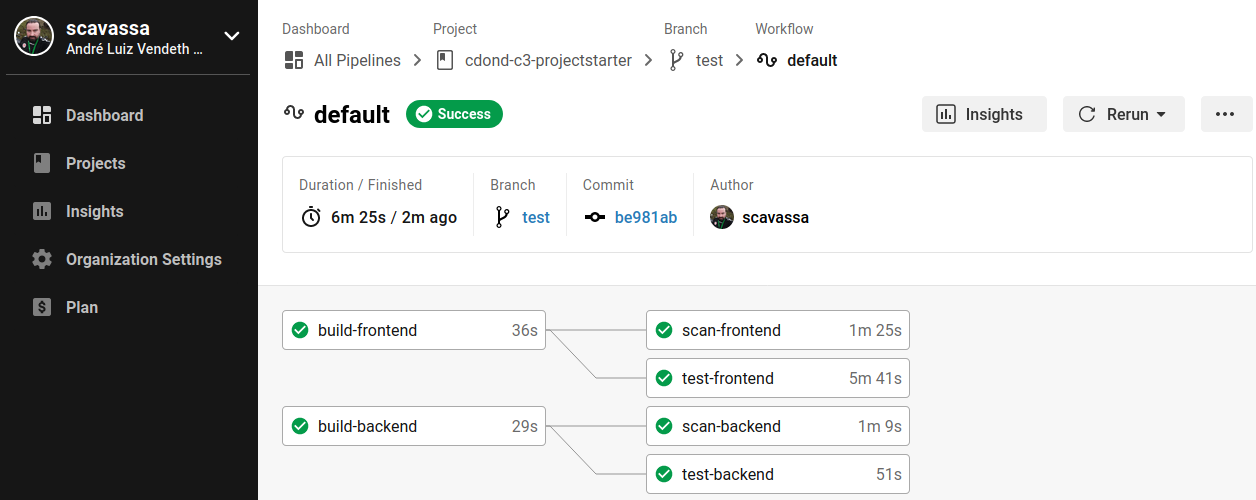 scavassa
André Luiz Vendeth ...
Dashboard
Projects
Insights
Organization Settings
Plan
Dashboard Project Branch Workflow
All Pipelines cdond-c3-projectstarter test default
default Success Insights Rerun
Duration / Finished Branch Commit Author
6m 25s / 2m ago test be981ab scavassa
build-frontend 36s scan-frontend 1m 25s
test-frontend 5m 41s
build-backend 29s scan-backend 1m 9s
test-backend 51s